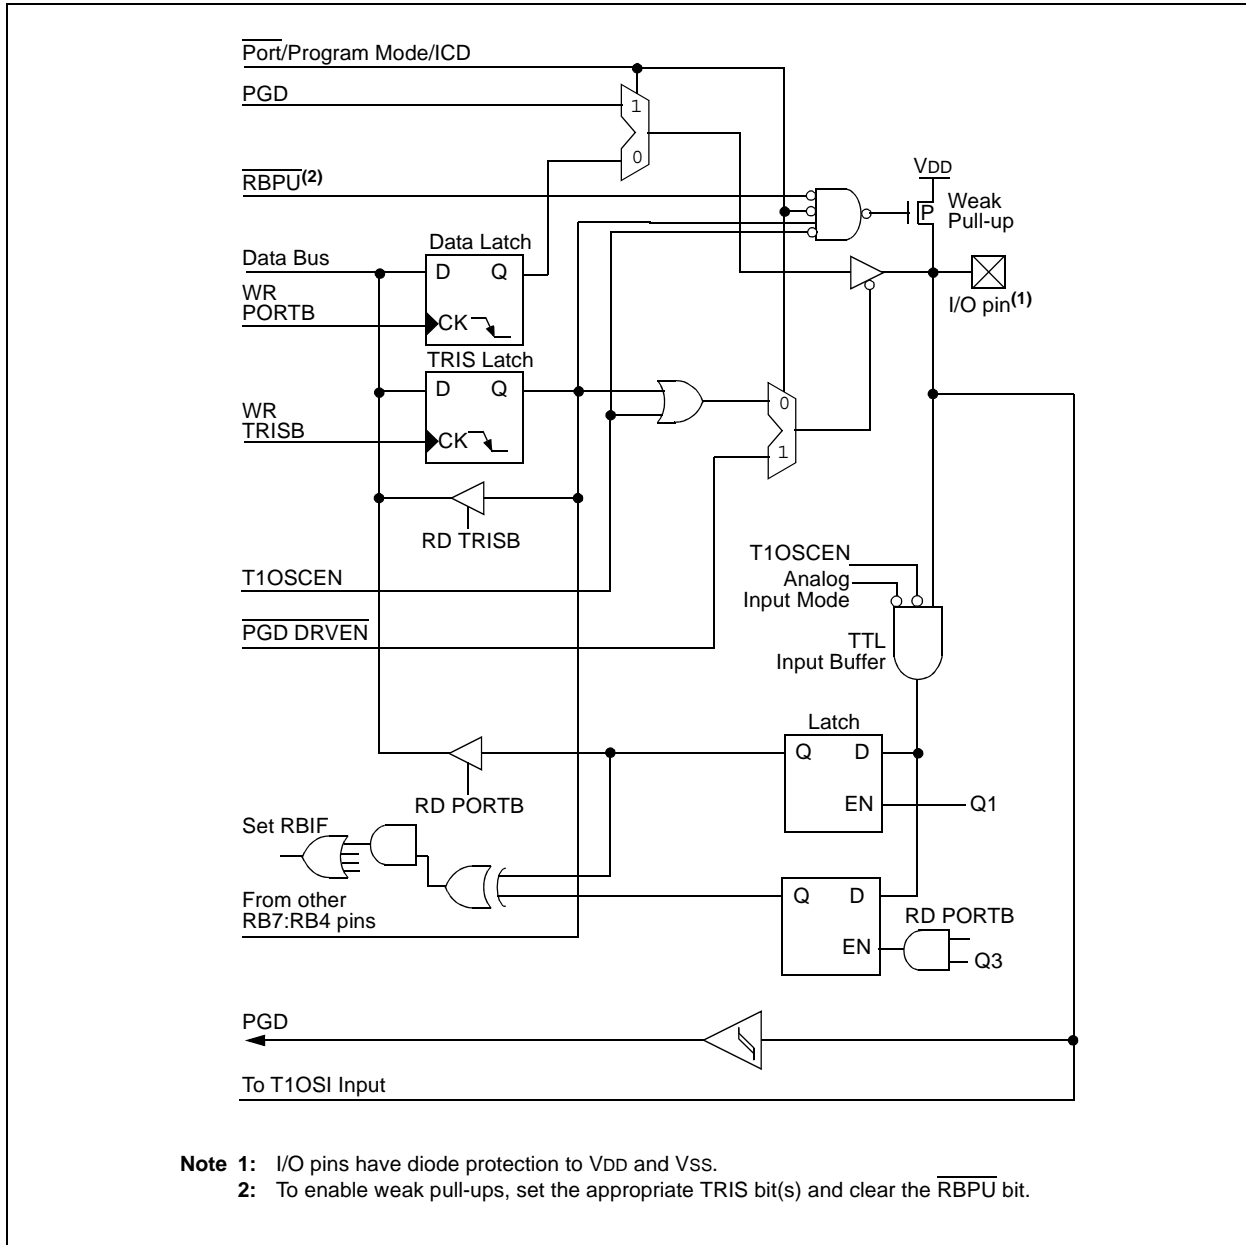 Port/Program Mode/ICD
PGD
1
0
RBPU(2)
VDD
P
Weak
Pull-up
Data Bus
Data Latch
D Q
WR
PORTB
CK
I/O pin(1)
TRIS Latch
D Q
0
WR
TRISB
CK
1
RD TRISB
T1OSCEN
T1OSCEN
Analog
Input Mode
PGD DRVEN
TTL
Input Buffer
Latch
Q D
RD PORTB
EN
Q1
Set RBIF
From other
RB7:RB4 pins
Q D
RD PORTB
EN
Q3
PGD
To T1OSI Input
Note 1: I/O pins have diode protection to VDD and VSS.
2: To enable weak pull-ups, set the appropriate TRIS bit(s) and clear the RBPU bit.